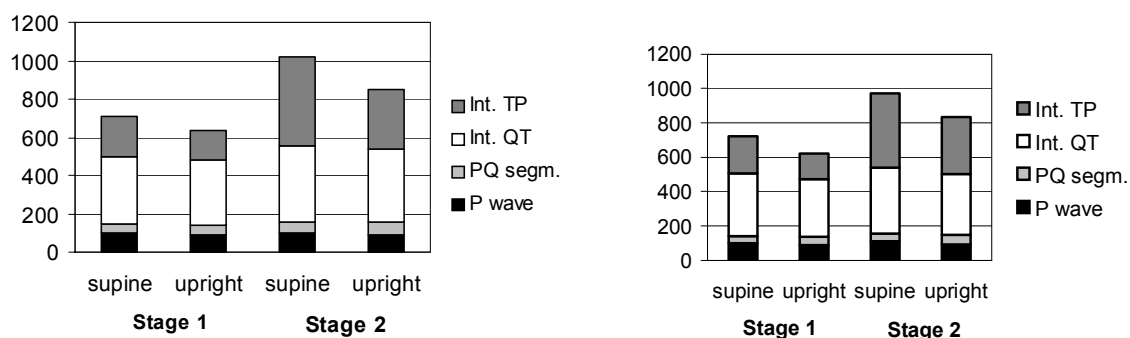 1200
1000
800
600
400
200
0
supine upright supine upright
Stage 1 Stage 2
Int. TP
Int. QT
PQ segm.
P wave
1200
1000
800
600
400
200
0
supine upright supine upright
Stage 1 Stage 2
Int. TP
Int. QT
PQ segm.
P wave